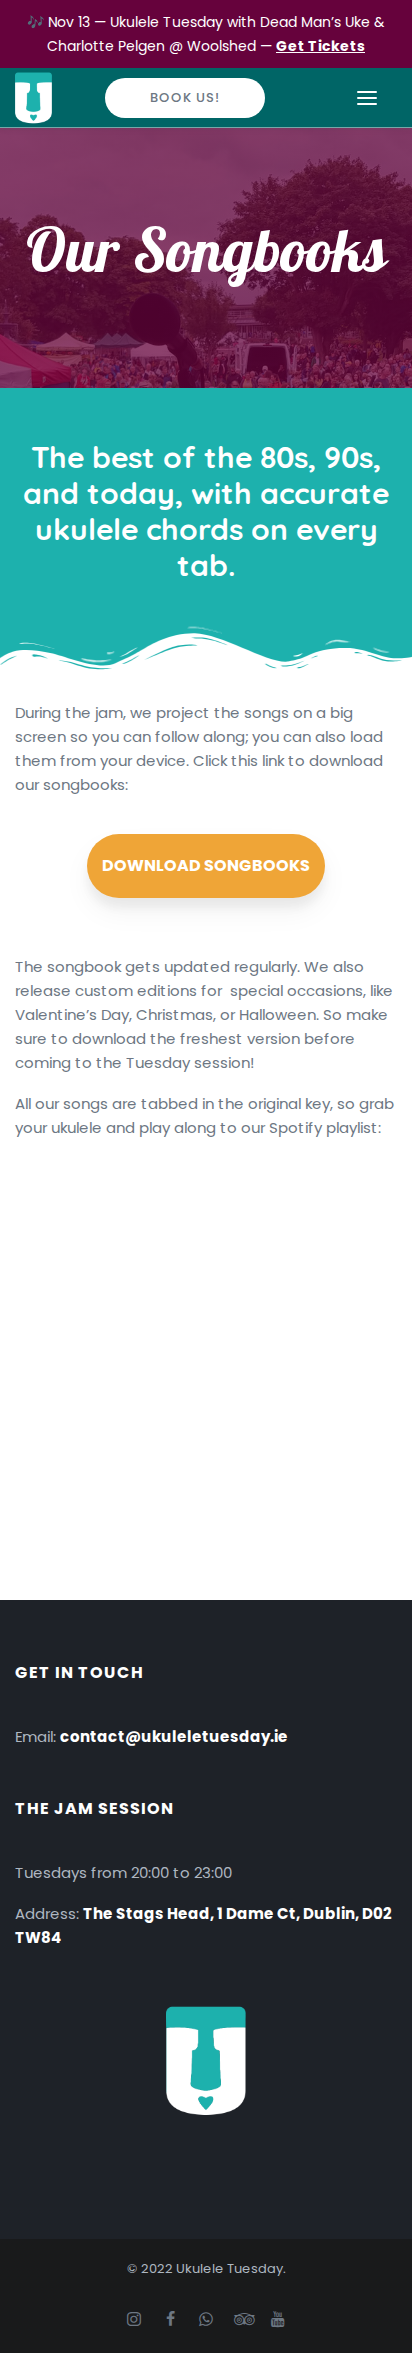 🎶 Nov 13 — Ukulele Tuesday with Dead Man’s Uke &
Charlotte Pelgen @ Woolshed — Get Tickets
BOOK US!
Our Songbooks
The best of the 80s, 90s,
and today, with accurate
ukulele chords on every
tab.
During the jam, we project the songs on a big
screen so you can follow along; you can also load
them from your device. Click this link to download
our songbooks:
DOWNLOAD SONGBOOKS
The songbook gets updated regularly. We also
release custom editions for  special occasions, like
Valentine’s Day, Christmas, or Halloween. So make
sure to download the freshest version before
coming to the Tuesday session!
All our songs are tabbed in the original key, so grab
your ukulele and play along to our Spotify playlist:
GET IN TOUCH
Email: contact@ukuleletuesday.ie
THE JAM SESSION
Tuesdays from 20:00 to 23:00
Address: The Stags Head, 1 Dame Ct, Dublin, D02
TW84
© 2022 Ukulele Tuesday.